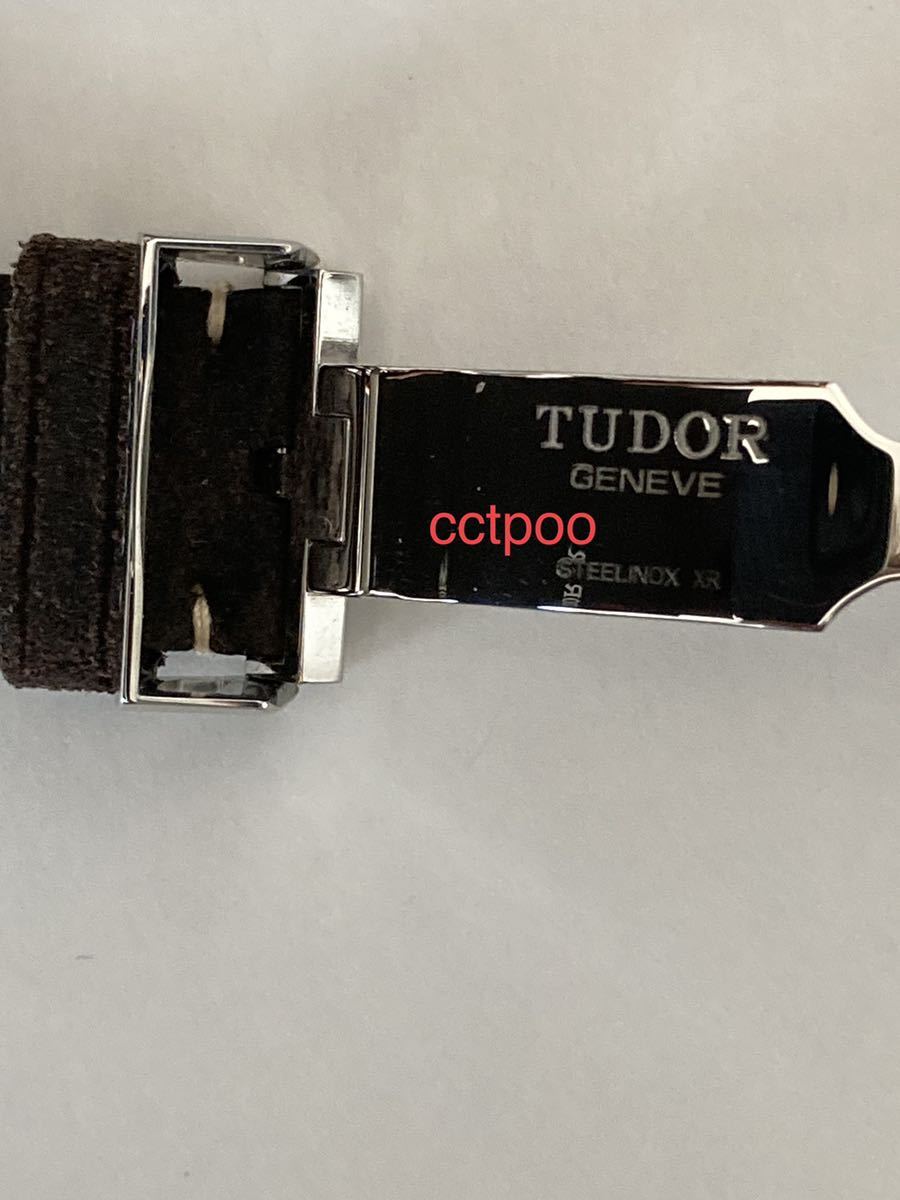 TUDOR
GENEVE
cctpoo
STEELINOX XR